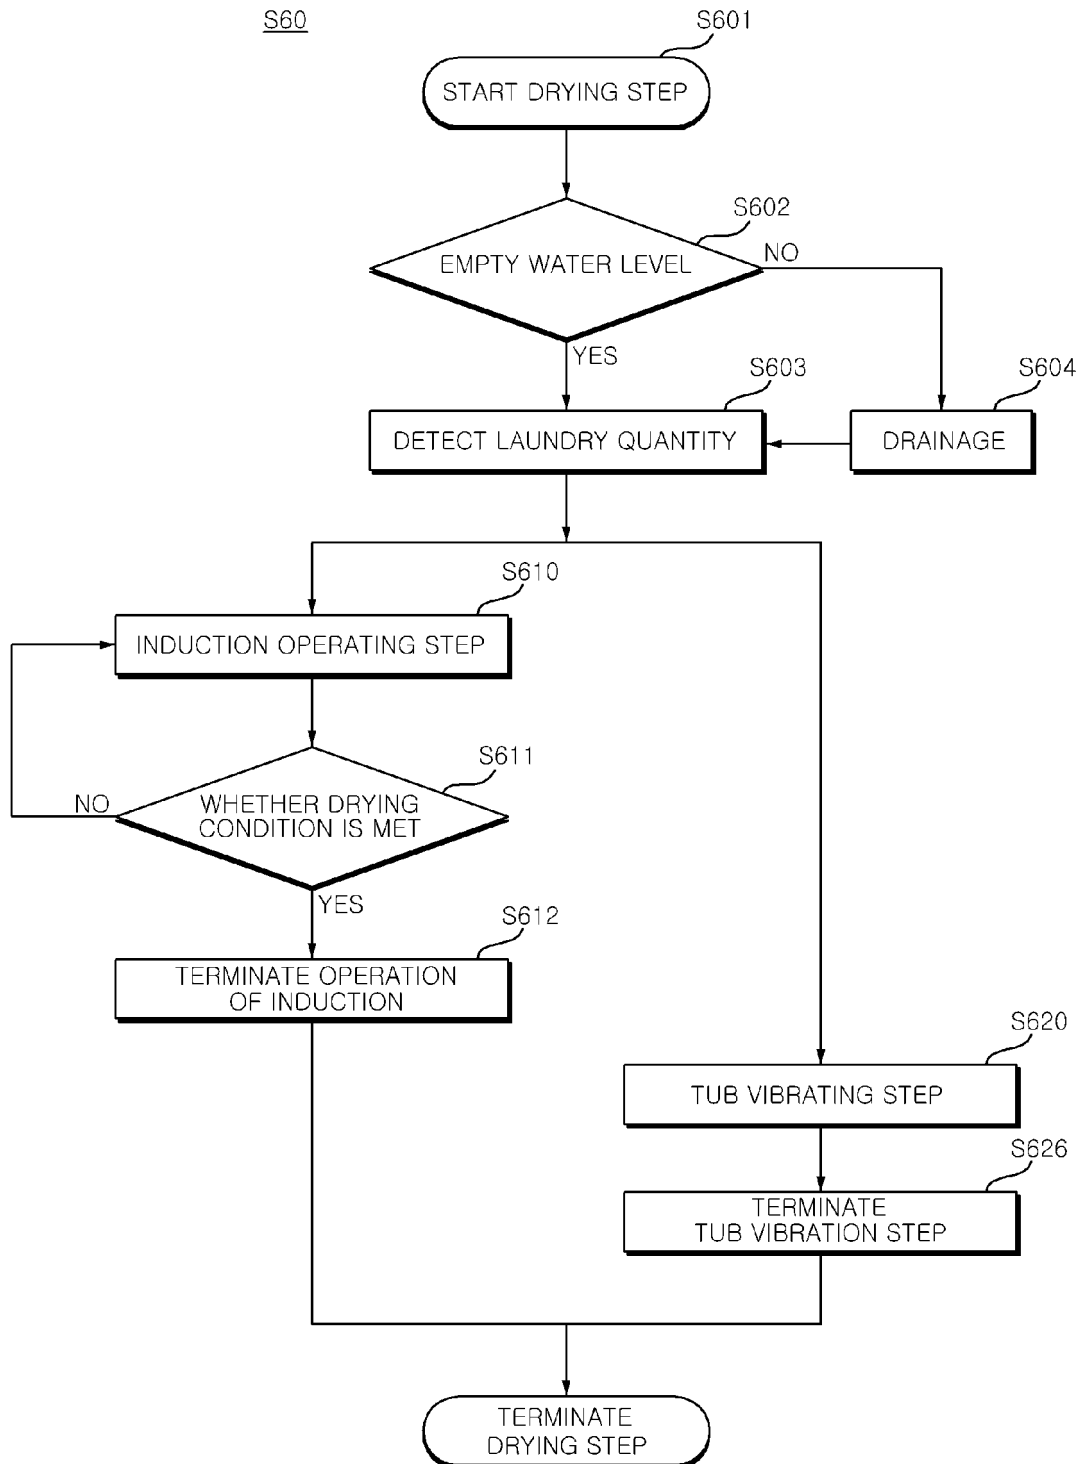 S60
S601
START DRYING STEP
S602
EMPTY WATER LEVEL
NO
YES
S603
S604
DETECT LAUNDRY QUANTITY
DRAINAGE
S610
INDUCTION OPERATING STEP
S611
NO
WHETHER DRYING
CONDITION IS MET
YES
S612
TERMINATE OPERATION
OF INDUCTION
S620
TUB VIBRATING STEP
S626
TERMINATE
TUB VIBRATION STEP
TERMINATE
DRYING STEP